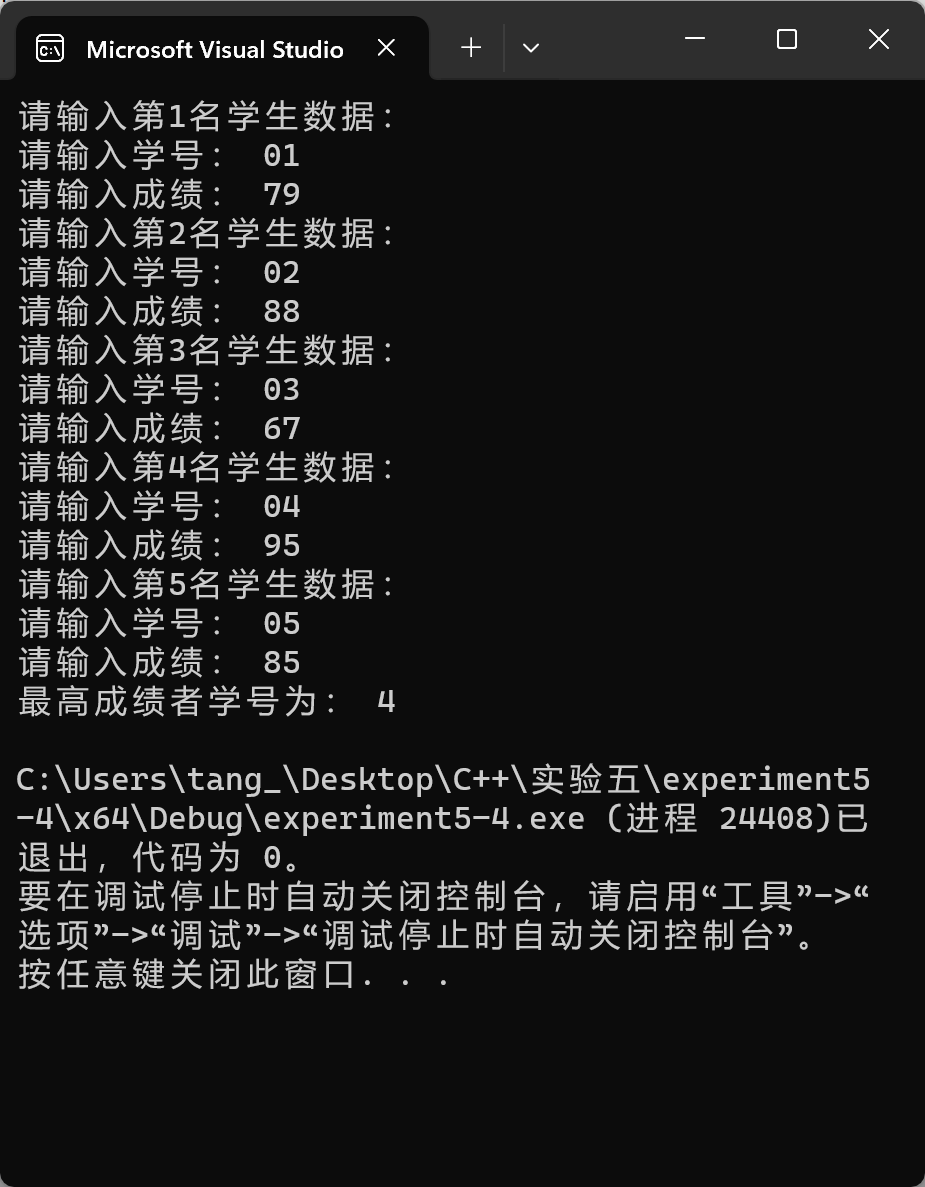 Microsoft Visual Studio
请输入第1名学生数据:
请输入学号: 01
请输入成绩: 79
请输入第2名学生数据:
请输入学号: 02
请输入成绩: 88
请输入第3名学生数据:
请输入学号: 03
请输入成绩: 67
请输入第4名学生数据:
请输入学号: 04
请输入成绩: 95
请输入第5名学生数据:
请输入学号: 05
请输入成绩: 85
最高成绩者学号为: 4
C:\Users\tang_\Desktop\C++\实验五\experiment5
-4\x64\Debug\experiment5-4.exe (进程 24408)已
退出，代码为 0。
要在调试停止时自动关闭控制台，请启用“工具”->“
选项”->“调试”->“调试停止时自动关闭控制台”。
按任意键关闭此窗口. . .